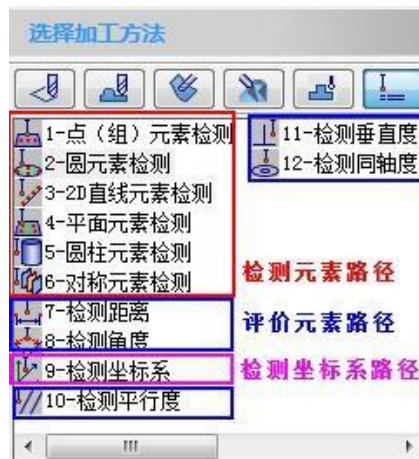 选择加工方法
1-点（组）元素检测
2-圆元素检测
3-2D直线元素检测
4-平面元素检测
5-圆柱元素检测
6-对称元素检测
7-检测距离
8-检测角度
9-检测坐标系
10-检测平行度
11-检测垂直度
12-检测同轴度
检测元素路径
评价元素路径
检测坐标系路径